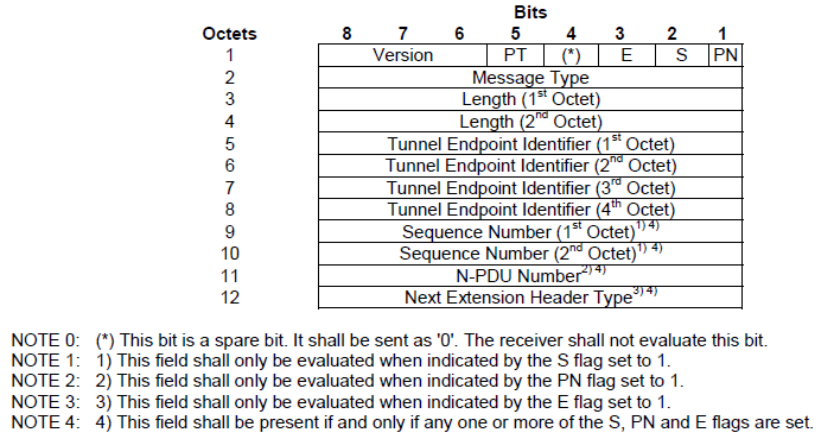 Bits
Octets 8 7 6 5 4 3 2 1
1 Version PT (*) E S PN
2 Message Type
3 Length (1st Octet)
4 Length (2nd Octet)
5 Tunnel Endpoint Identifier (1st Octet)
6 Tunnel Endpoint Identifier (2nd Octet)
7 Tunnel Endpoint Identifier (3rd Octet)
8 Tunnel Endpoint Identifier (4th Octet)
9 Sequence Number (1st Octet)1) 4)
10 Sequence Number (2nd Octet)1) 4)
11 N-PDU Number2) 4)
12 Next Extension Header Type3) 4)
NOTE 0: (*) This bit is a spare bit. It shall be sent as '0'. The receiver shall not evaluate this bit.
NOTE 1: 1) This field shall only be evaluated when indicated by the S flag set to 1.
NOTE 2: 2) This field shall only be evaluated when indicated by the PN flag set to 1.
NOTE 3: 3) This field shall only be evaluated when indicated by the E flag set to 1.
NOTE 4: 4) This field shall be present if and only if any one or more of the S, PN and E flags are set.